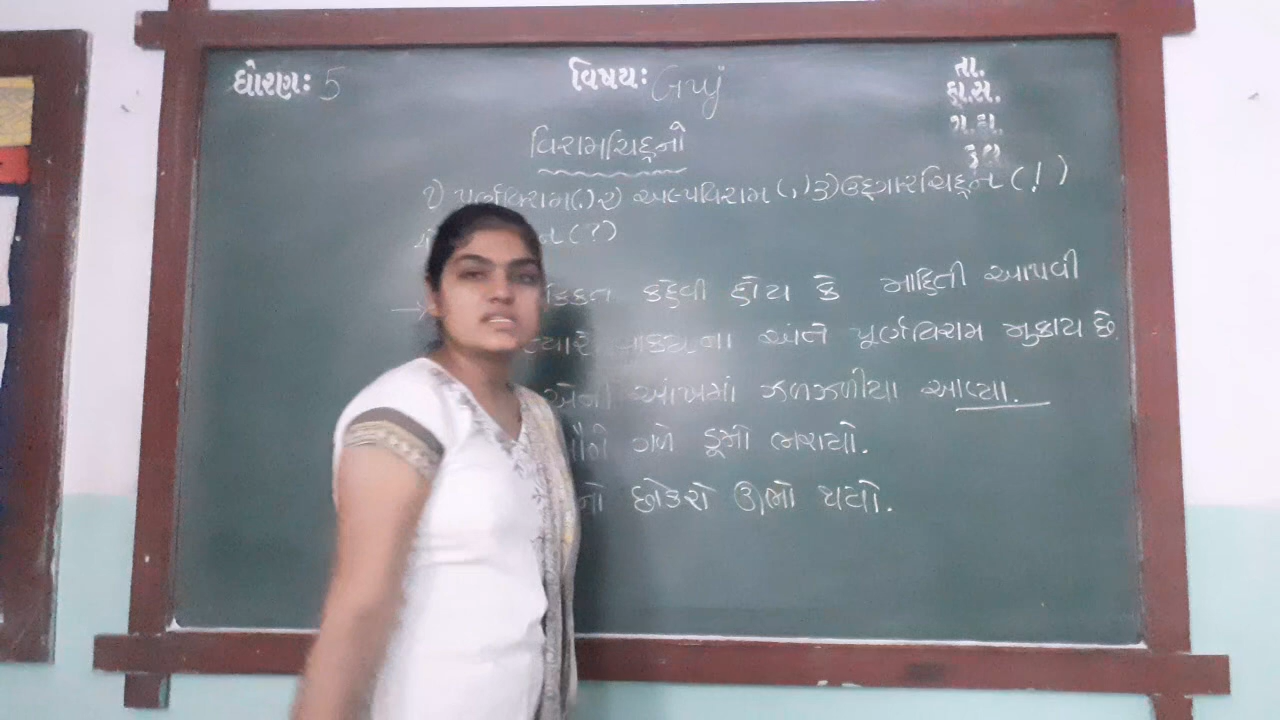 ધોરણ: 5
વિષય: Guj
તા.
હા.સ.
ગે.હા.
કુલ
વિરામચિહ્નો
૧) પૂર્ણવિરામ(.) ૨) અલ્પવિરામ (,) ૩) ઉદ્ગારચિહ્ન (!)
ન (?)
→ કહેવી હોય કે માહિતી આપવી
ત્યારે વાક્યના અંતે પૂર્ણવિરામ મુકાય છે.
એની આંખમાં ઝળઝળીયા આવ્યા.
ગળે ડૂમો ભરાયો.
નો છોકરો ઊભો થયો.